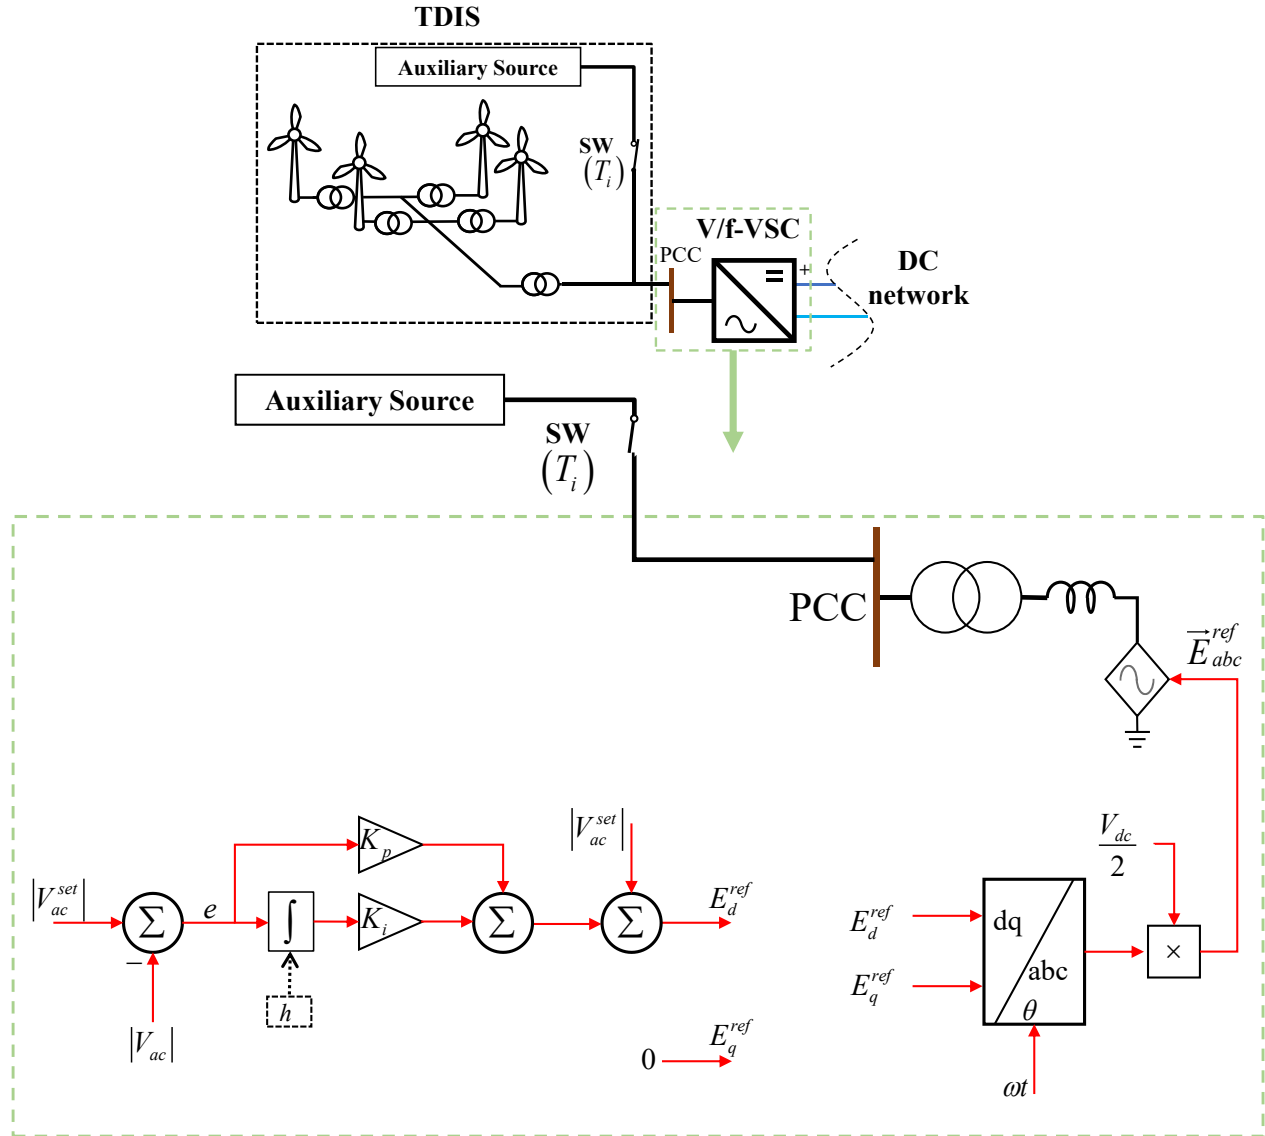 TDIS
Auxiliary Source
SW
(T_i)
V/f-VSC
PCC
+
DC
network
Auxiliary Source
SW
(T_i)
PCC
E_abc^ref
|V_ac^set|
V_dc
2
K_p
|V_ac^set|
Σ
e
∫
K_i
Σ
Σ
E_d^ref
E_d^ref
dq
×
−
abc
E_q^ref
h
θ
|V_ac|
0
E_q^ref
ωt